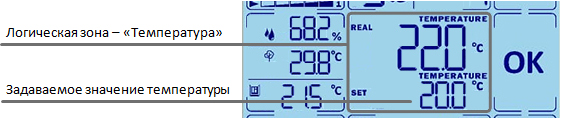 TEMPERATURE
Логическая зона – «Температура»
68.2 %
REAL
22.0 °C
29.8 °C
OK
TEMPERATURE
Задаваемое значение температуры
21.5 °C
SET
20.0 °C